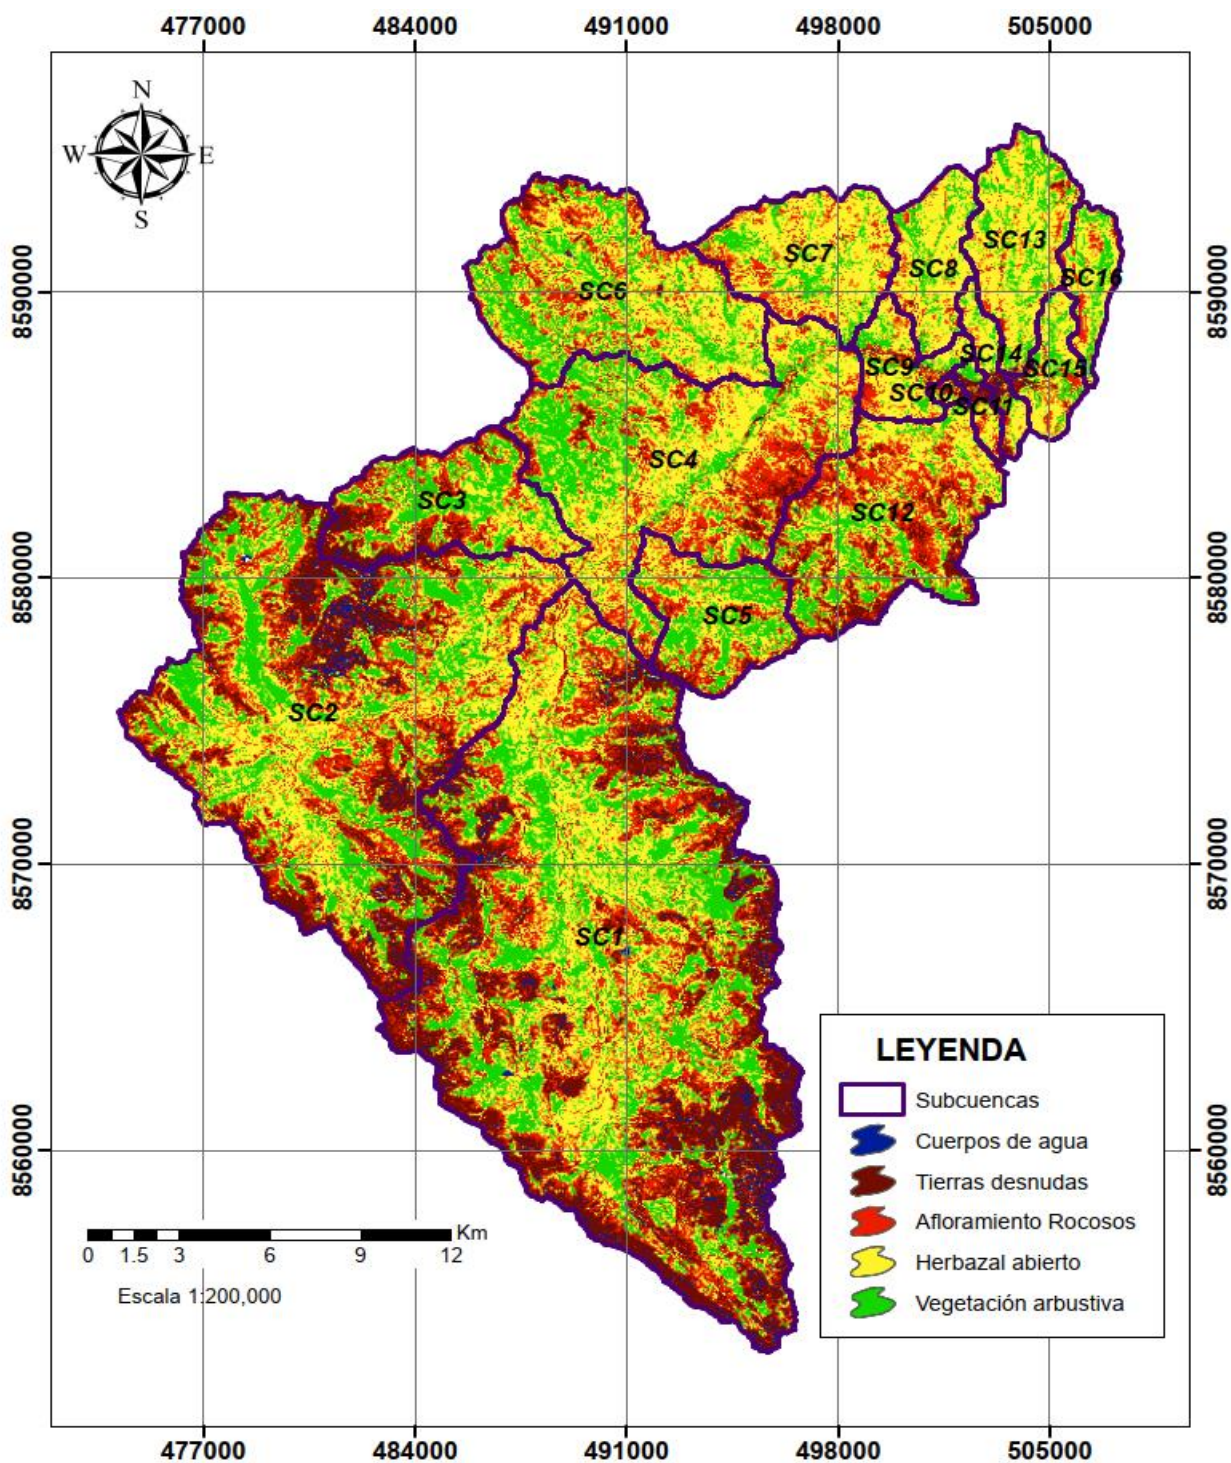 477000 484000 491000 498000 505000
N
W E
S
SC13
SC7
SC8
SC16
8590000 SC6 8590000
SC14
SC9 SC15
SC10
SC11
SC4
SC3
SC12
8580000 8580000
SC5
SC2
8570000 8570000
SC1
LEYENDA
Subcuencas
Cuerpos de agua
8560000 8560000
Tierras desnudas
Afloramiento Rocosos
Km
0 1.5 3 6 9 12
Herbazal abierto
Escala 1:200,000
Vegetación arbustiva
477000 484000 491000 498000 505000